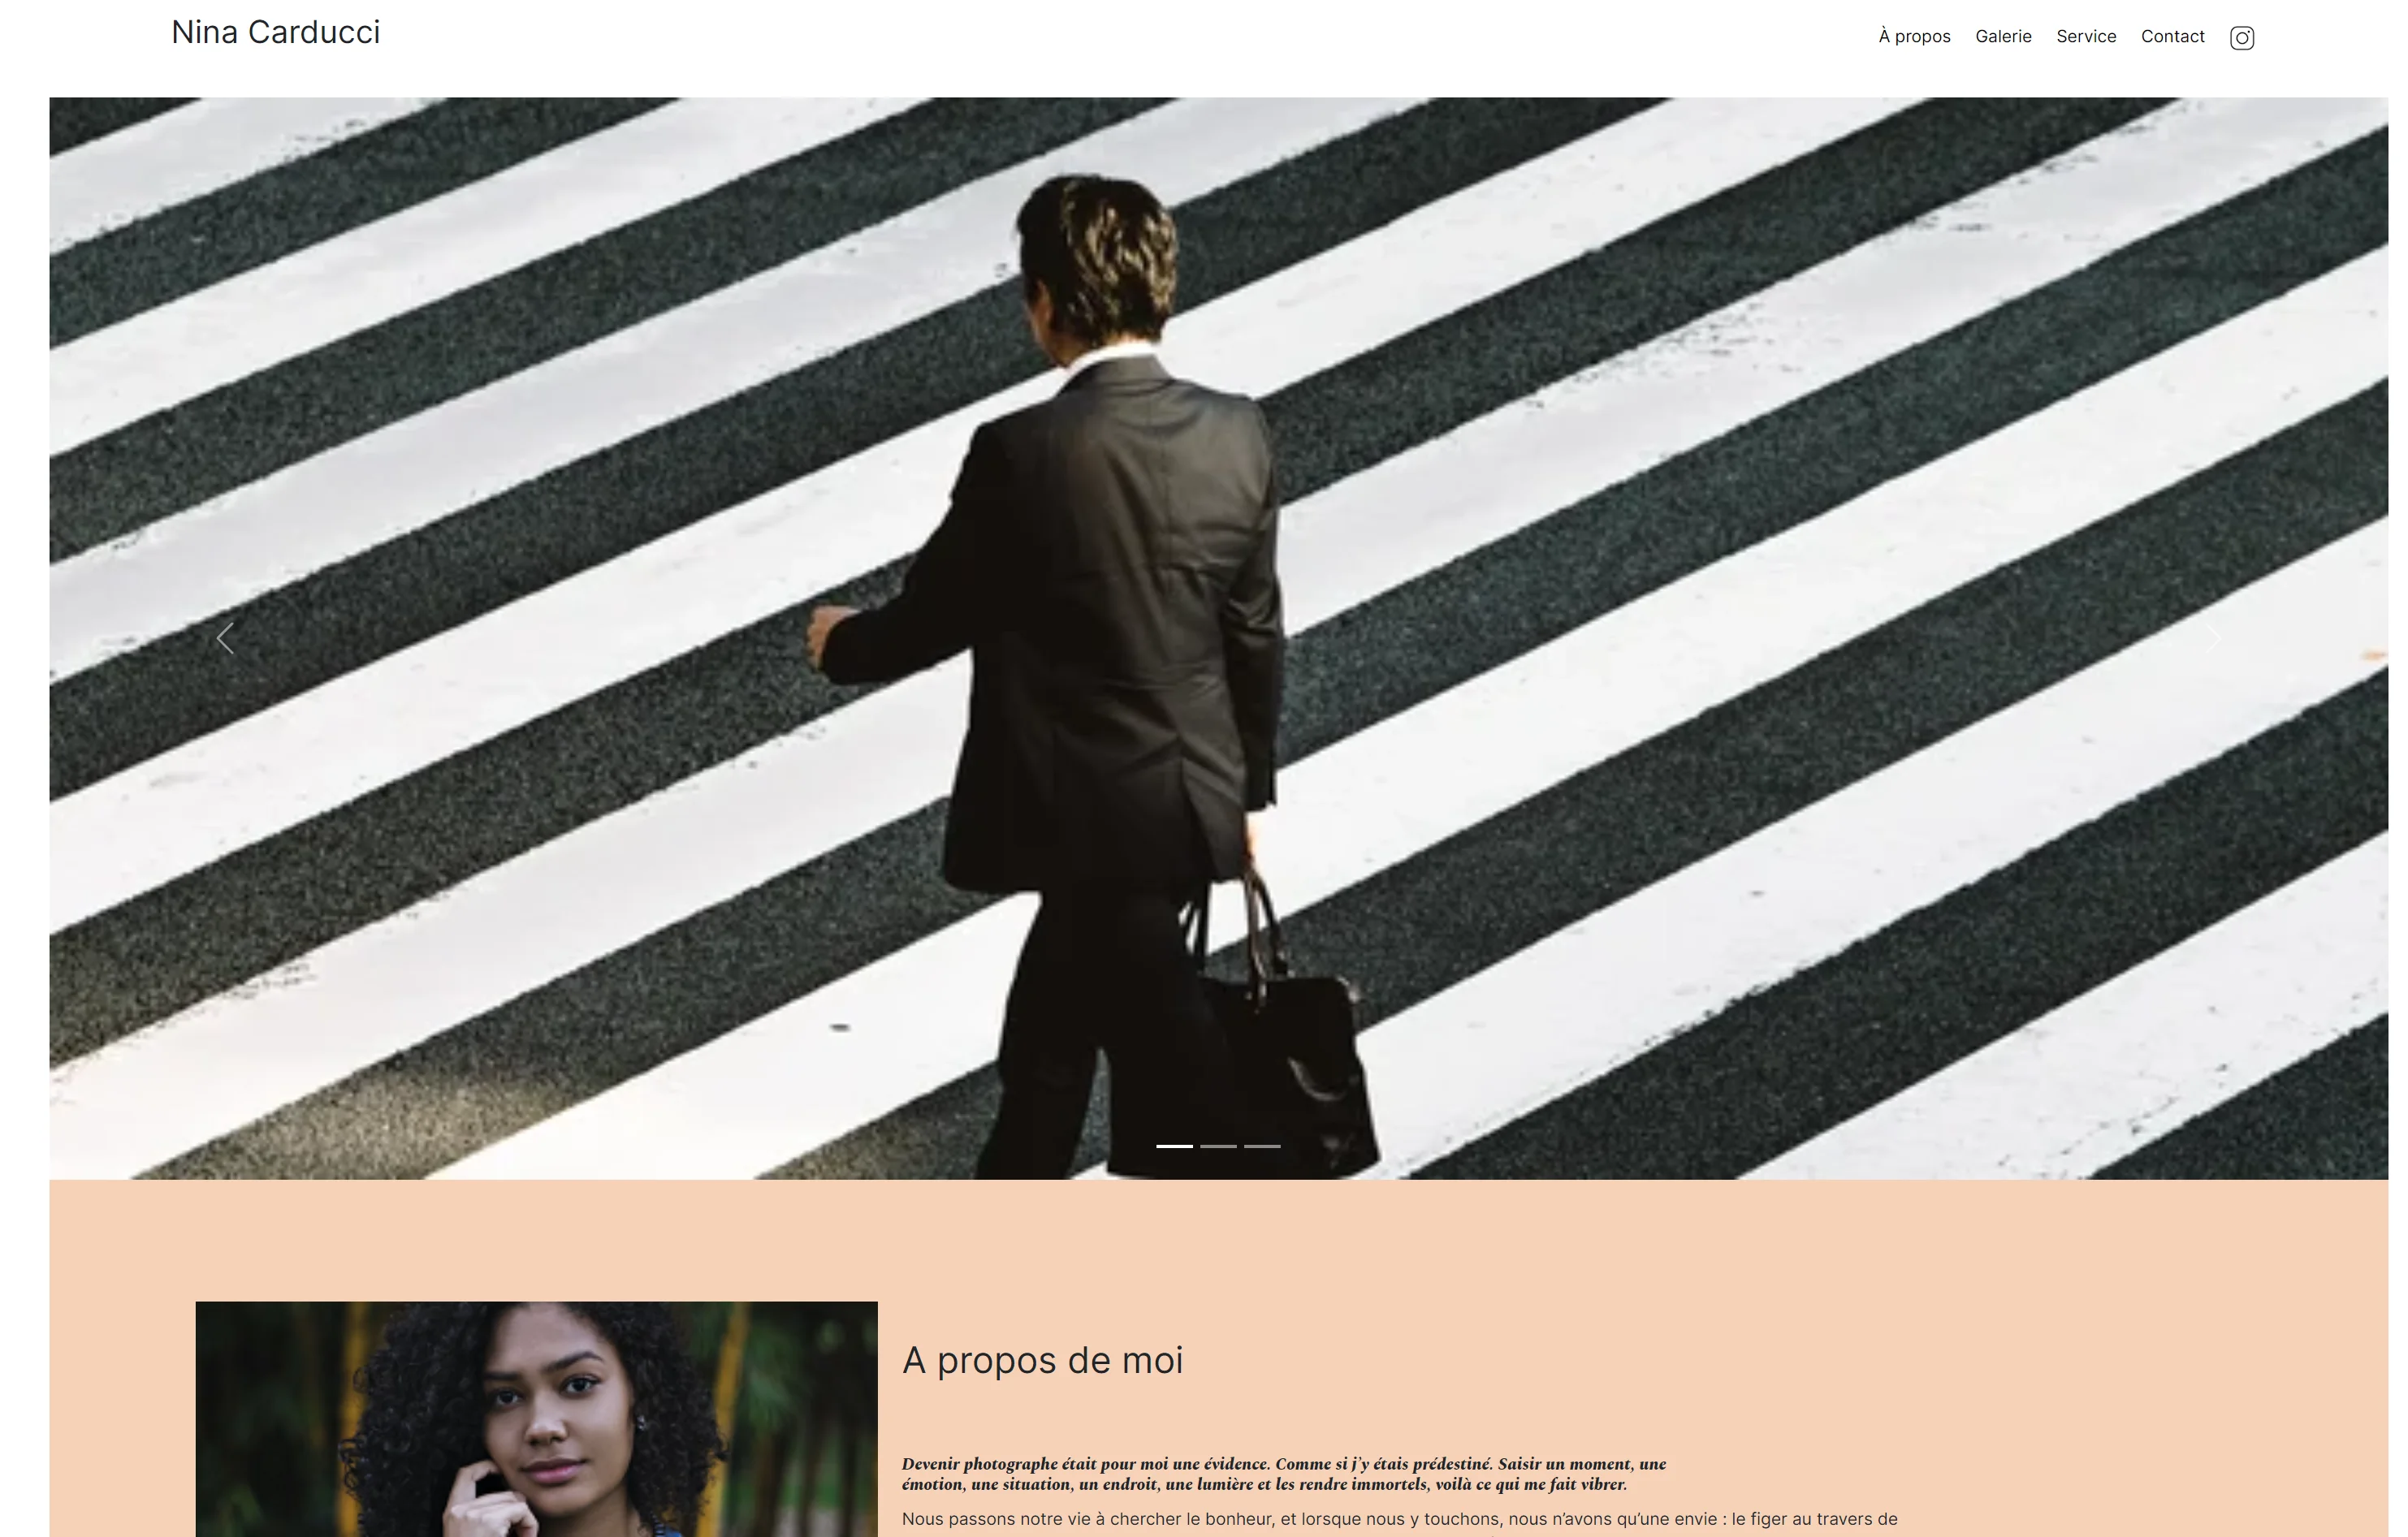 Nina Carducci
À propos Galerie Service Contact
A propos de moi
Devenir photographe était pour moi une évidence. Comme si j'y étais prédestiné. Saisir un moment, une
émotion, une situation, un endroit, une lumière et les rendre immortels, voilà ce qui me fait vibrer.
Nous passons notre vie à chercher le bonheur, et lorsque nous y touchons, nous n'avons qu'une envie : le figer au travers de